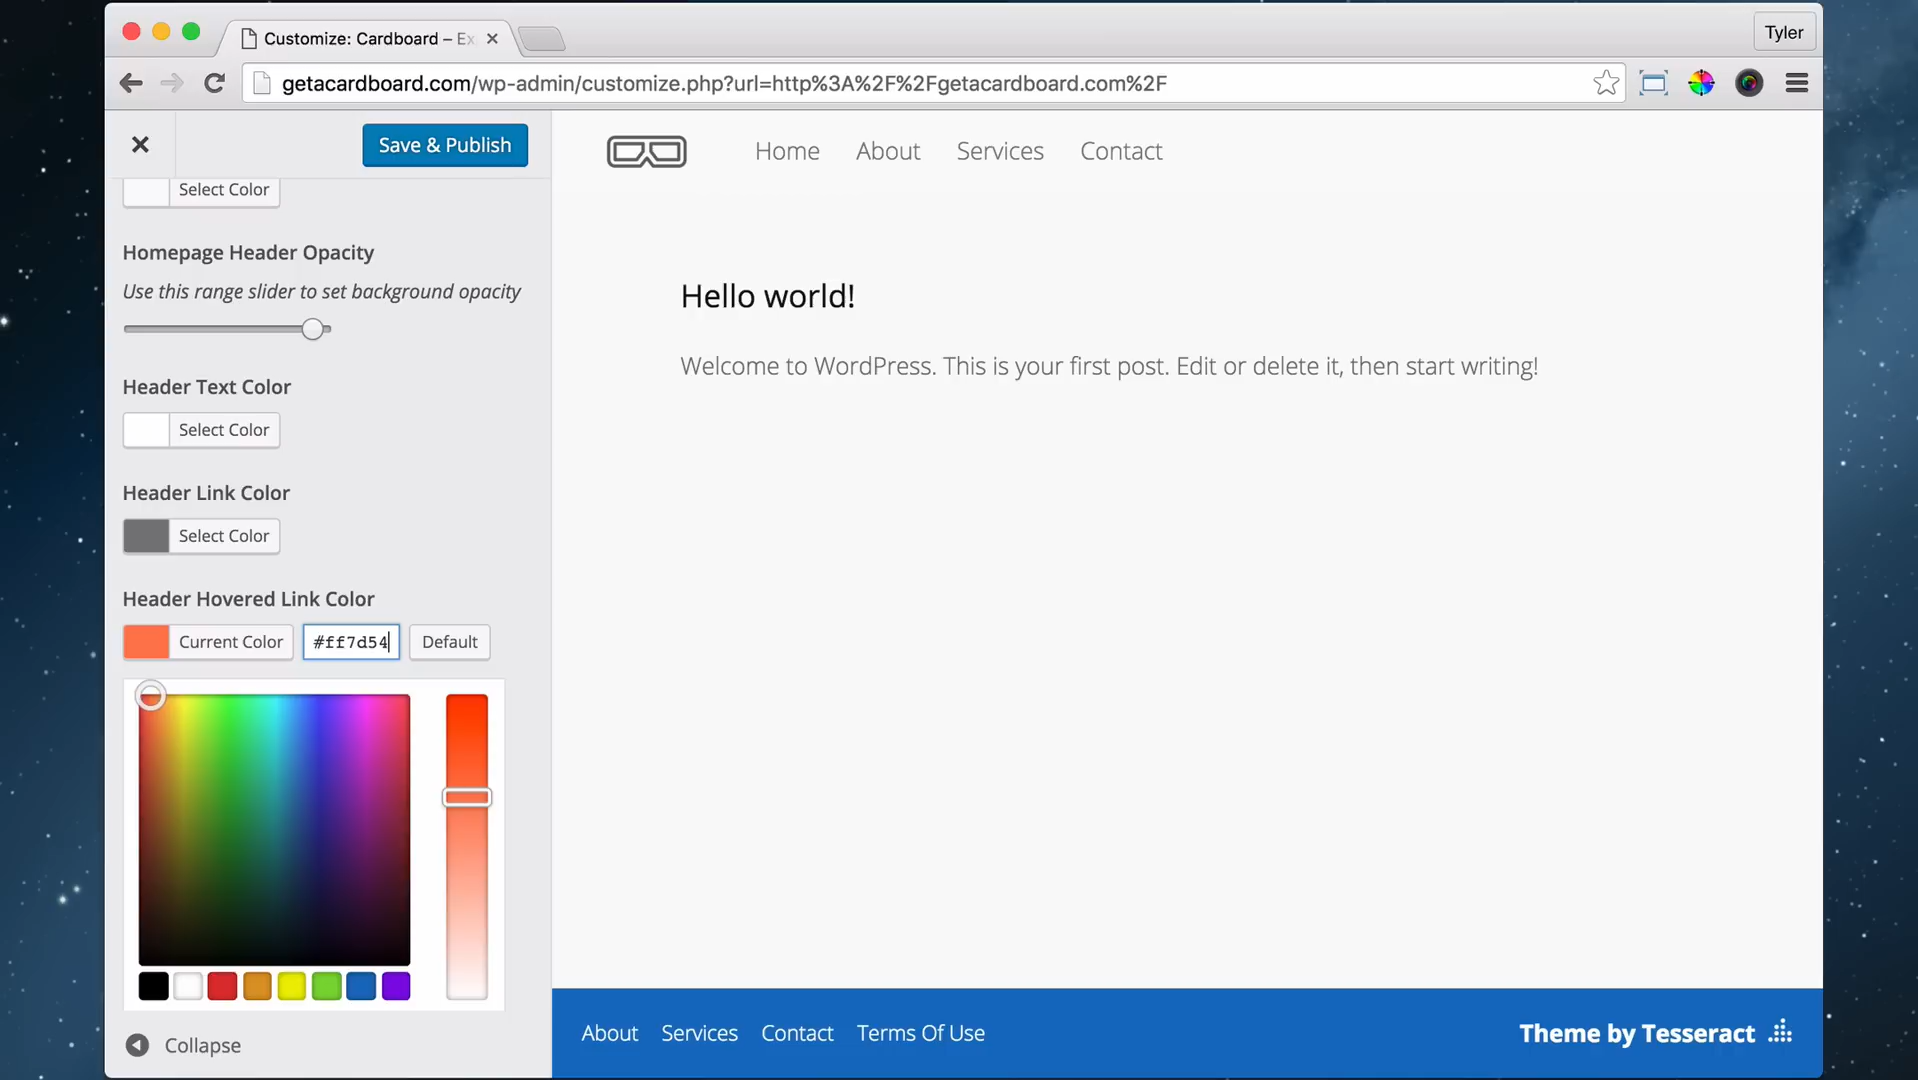 Customize: Cardboard – Ex
Tyler
getacardboard.com/wp-admin/customize.php?url=http%3A%2F%2Fgetacardboard.com%2F
Save & Publish
Home About Services Contact
Select Color
Homepage Header Opacity
Use this range slider to set background opacity
Header Text Color
Select Color
Header Link Color
Select Color
Header Hovered Link Color
Current Color #ff7d54 Default
Collapse
Hello world!
Welcome to WordPress. This is your first post. Edit or delete it, then start writing!
About Services Contact Terms Of Use
Theme by Tesseract